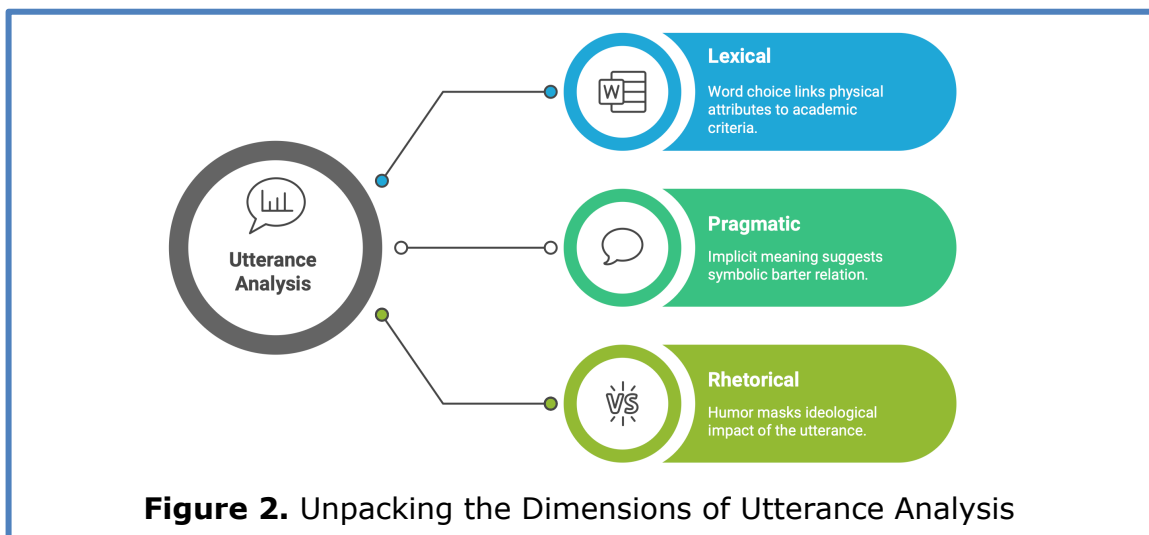 Utterance
Analysis
W
Lexical
Word choice links physical
attributes to academic
criteria.
Pragmatic
Implicit meaning suggests
symbolic barter relation.
VS
Rhetorical
Humor masks ideological
impact of the utterance.
Figure 2. Unpacking the Dimensions of Utterance Analysis